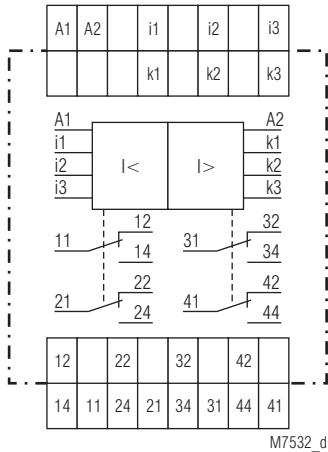 A1 A2 i1 i2 i3
k1 k2 k3
A1 A2
i1 k1
i2 I< I> k2
i3 k3
12 32
11 14 31 34
22 42
21 24 41 44
12 22 32 42
14 11 24 21 34 31 44 41
M7532_d